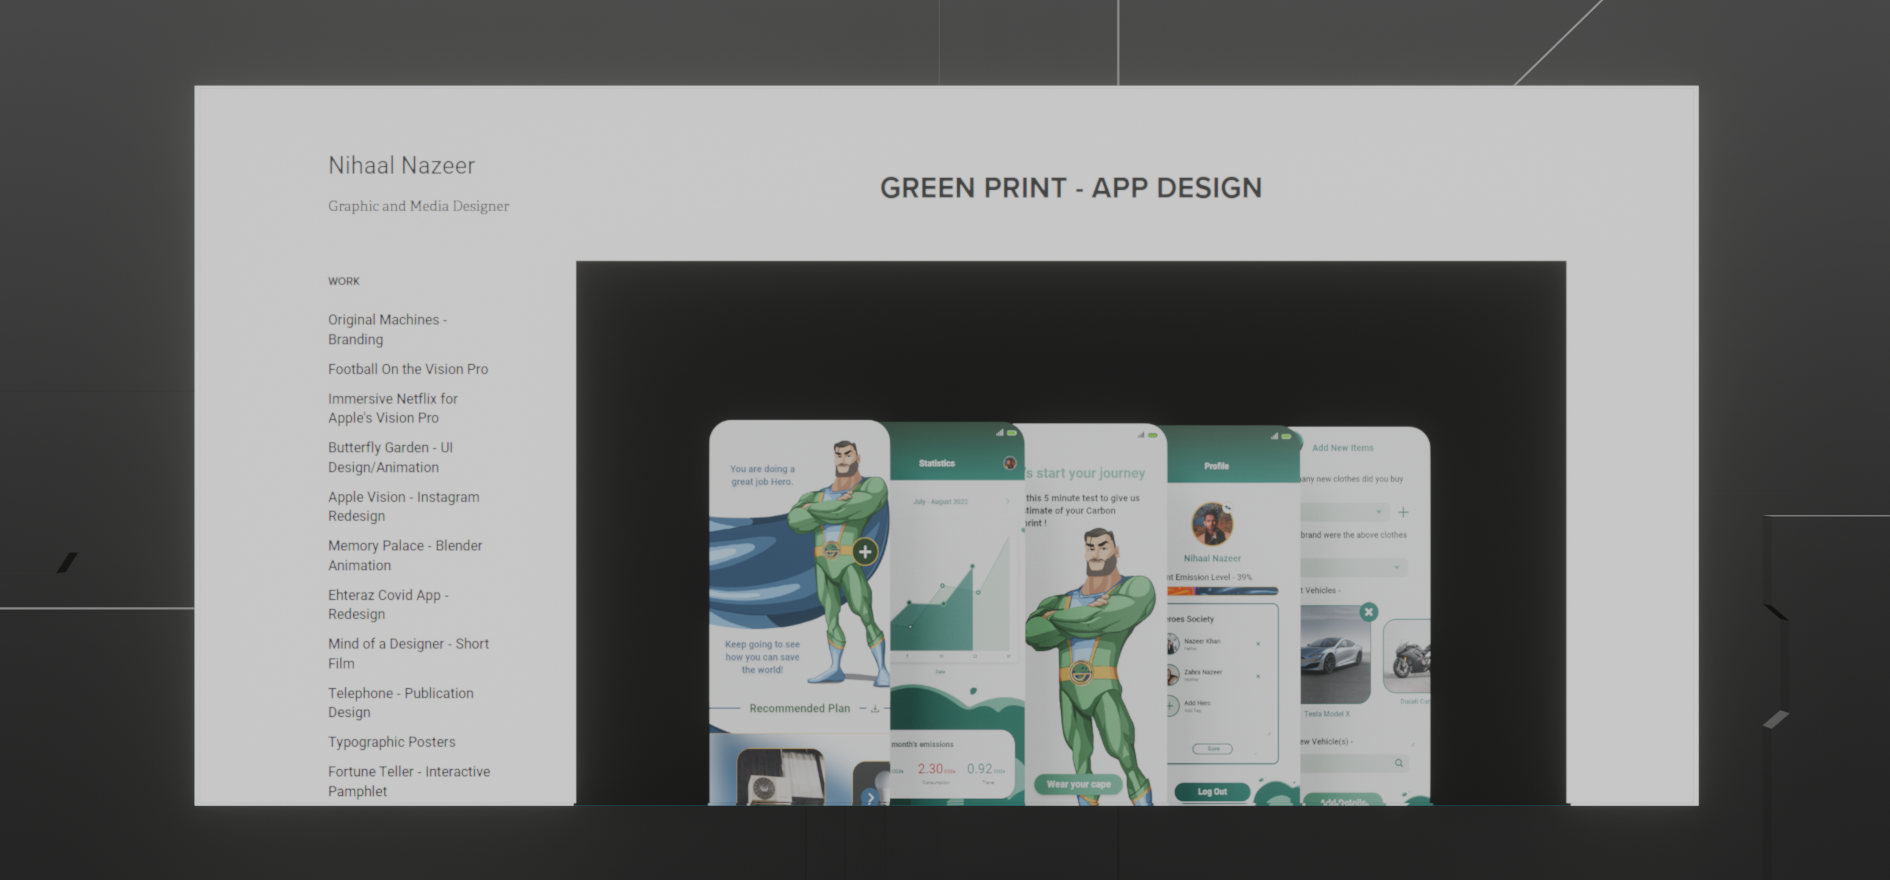 Nihaal Nazeer
Graphic and Media Designer
WORK
Original Machines -
Branding
Football On the Vision Pro
Immersive Netflix for
Apple's Vision Pro
Butterfly Garden - UI
Design/Animation
Apple Vision - Instagram
Redesign
Memory Palace - Blender
Animation
Ehteraz Covid App -
Redesign
Mind of a Designer - Short
Film
Telephone - Publication
Design
Typographic Posters
Fortune Teller - Interactive
Pamphlet
GREEN PRINT - APP DESIGN
You are doing a
great job Hero.
Keep going to see
how you can save
the world!
Recommended Plan
Statistics
July - August 2022
month's emissions
2.30
0.92
Consumption
Travel
's start your journey
this 5 minute test to give us
timate of your Carbon
print !
Wear your cape
Profile
Nihaal Nazeer
nt Emission Level - 39%
roes Society
Nazeer Khan
Zahra Nazeer
Add Hero
Save
Log Out
Add New Items
any new clothes did you buy
brand were the above clothes
t Vehicles -
Tesla Model X
ew Vehicle(s) -
Add Details